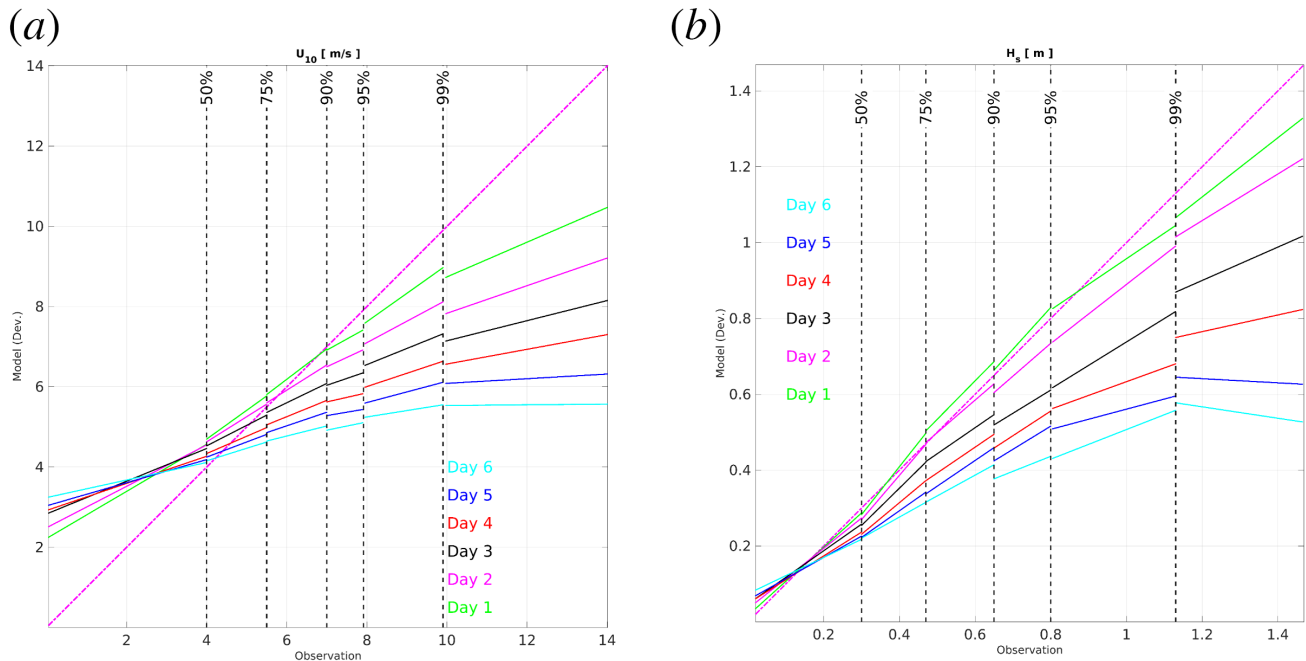 (a)
U10 [ m/s ]
14
12
10
8
6
4
2
Model (Dev.)
50%
75%
90%
95%
99%
Day 6
Day 5
Day 4
Day 3
Day 2
Day 1
2
4
6
8
10
12
14
Observation
(b)
Hs [ m ]
1.4
1.2
1
0.8
0.6
0.4
0.2
Model (Dev.)
50%
75%
90%
95%
99%
Day 6
Day 5
Day 4
Day 3
Day 2
Day 1
0.2
0.4
0.6
0.8
1
1.2
1.4
Observation